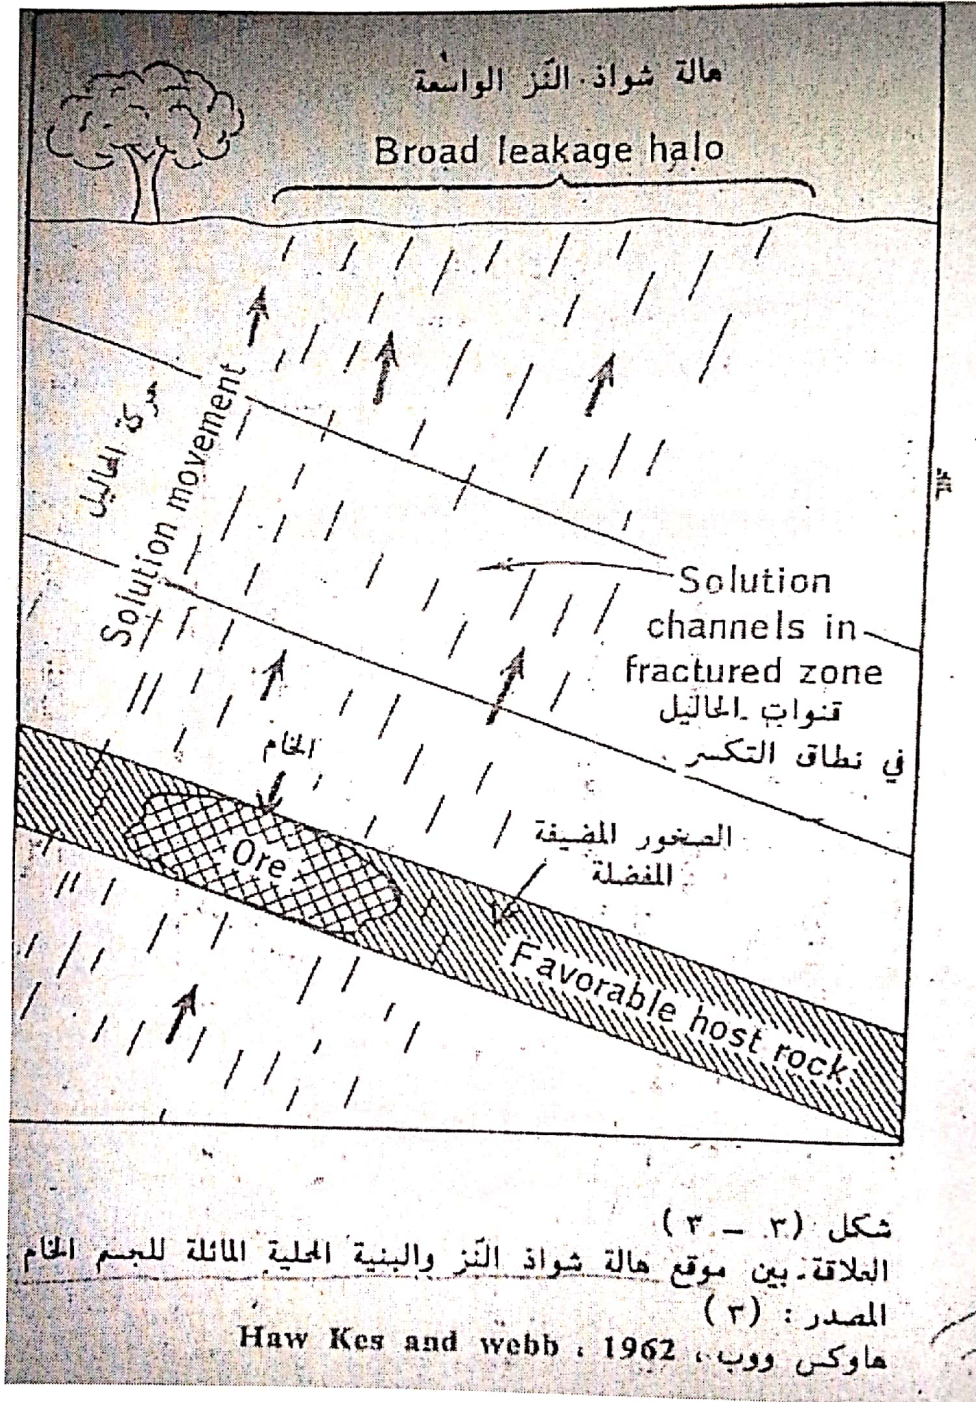 هالة شواذ النّز الواسعة
Broad leakage halo
حركة المحاليل
Solution movement
Solution
channels in
fractured zone
قنوات المحاليل
في نطاق التكسر
الخام
Ore
الصخور المضيفة
المفضلة
Favorable host rock
شكل (٣ – ٣)
العلاقة بين موقع هالة شواذ النّز والبنية المحلية المائلة للجسم الخام
المصدر : (٣)
هاوكس ووب ، Haw Kes and webb ، 1962